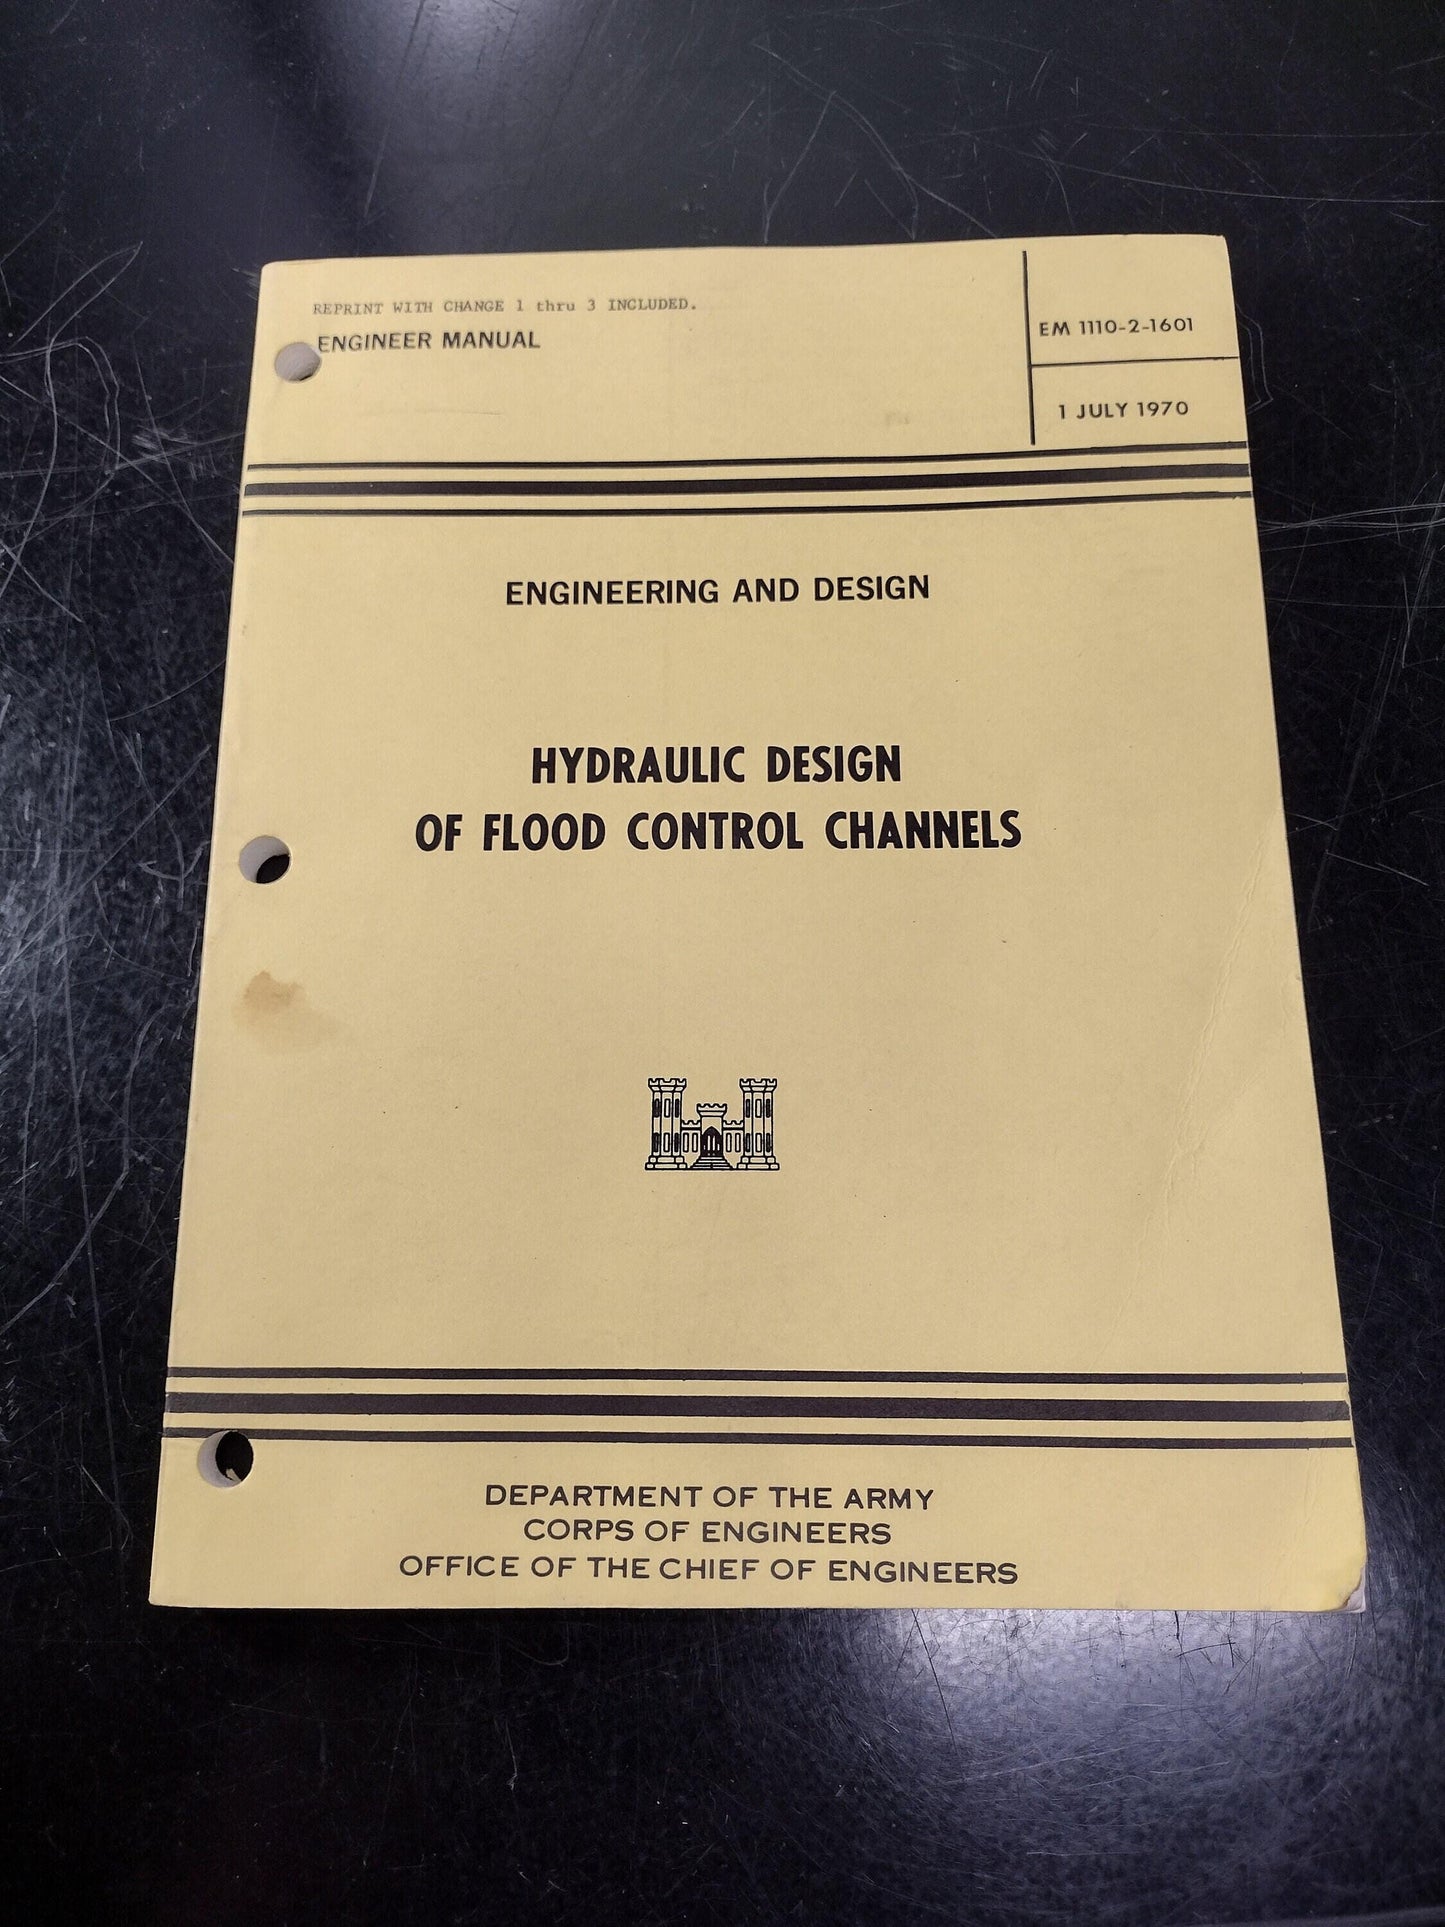 REPRINT WITH CHANGE 1 thru 3 INCLUDED.
ENGINEER MANUAL
EM 1110-2-1601
1 JULY 1970
ENGINEERING AND DESIGN
HYDRAULIC DESIGN
OF FLOOD CONTROL CHANNELS
DEPARTMENT OF THE ARMY
CORPS OF ENGINEERS
OFFICE OF THE CHIEF OF ENGINEERS